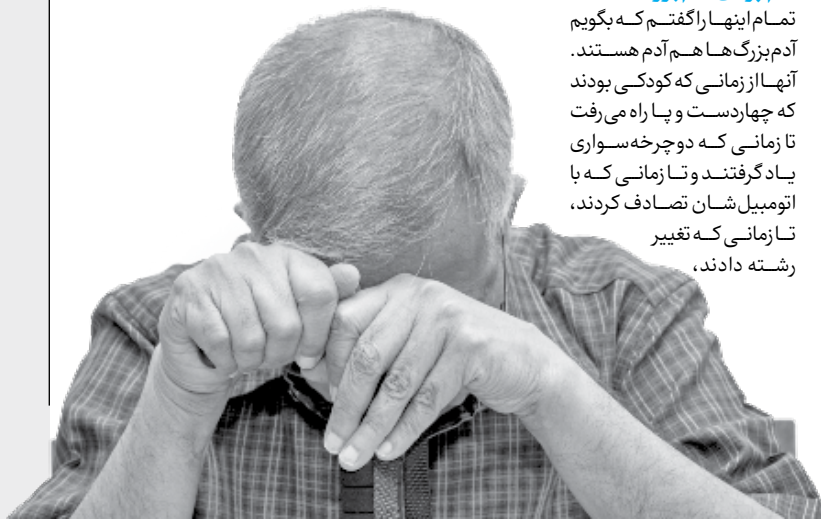 تمام اینها را گفتم که بگویم
آدم‌بزرگ‌ها هم آدم هستند.
آنها از زمانی که کودکی بودند
که چهاردست و پا راه می‌رفت
تا زمانی که دوچرخه‌سواری
یاد گرفتند و تا زمانی که با
اتومبیل‌شان تصادف کردند،
تا زمانی که تغییر
رشته دادند،